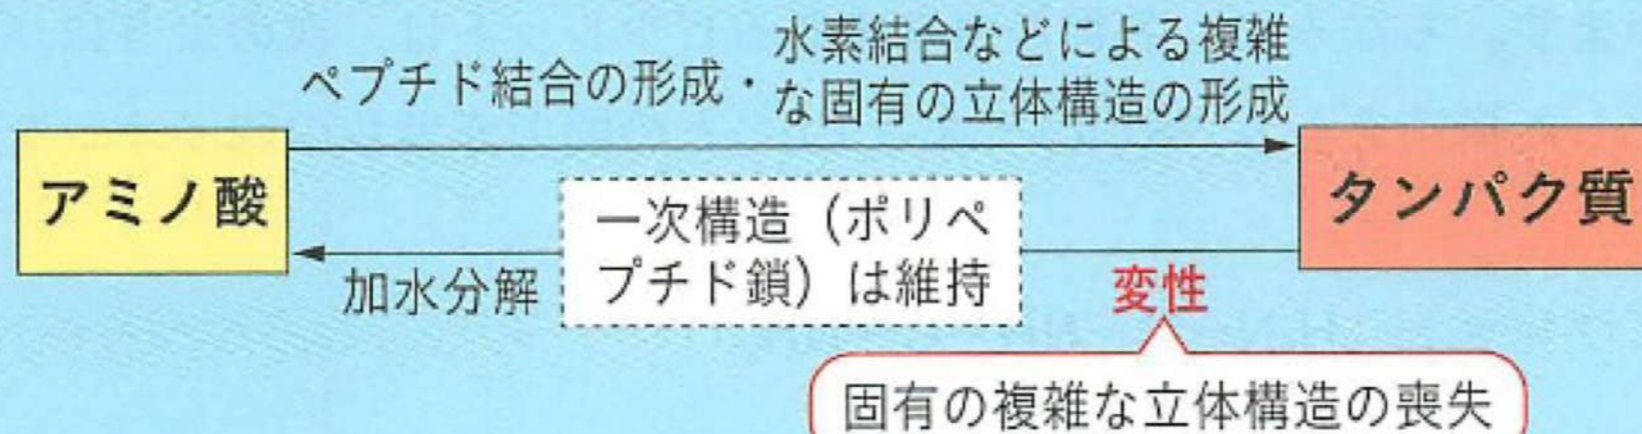 水素結合などによる複雑
ペプチド結合の形成・な固有の立体構造の形成
アミノ酸
タンパク質
一次構造（ポリペ
プチド鎖）は維持
加水分解
変性
固有の複雑な立体構造の喪失